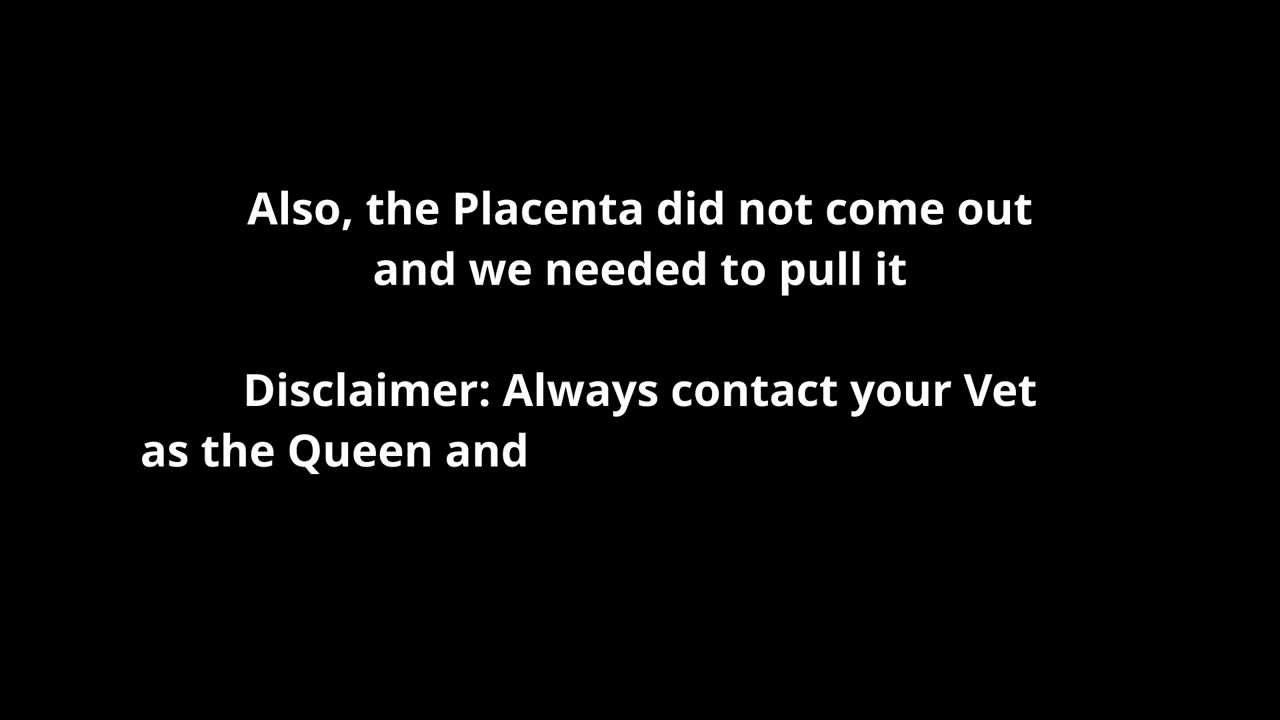 Also, the Placenta did not come out
and we needed to pull it
Disclaimer: Always contact your Vet
as the Queen and